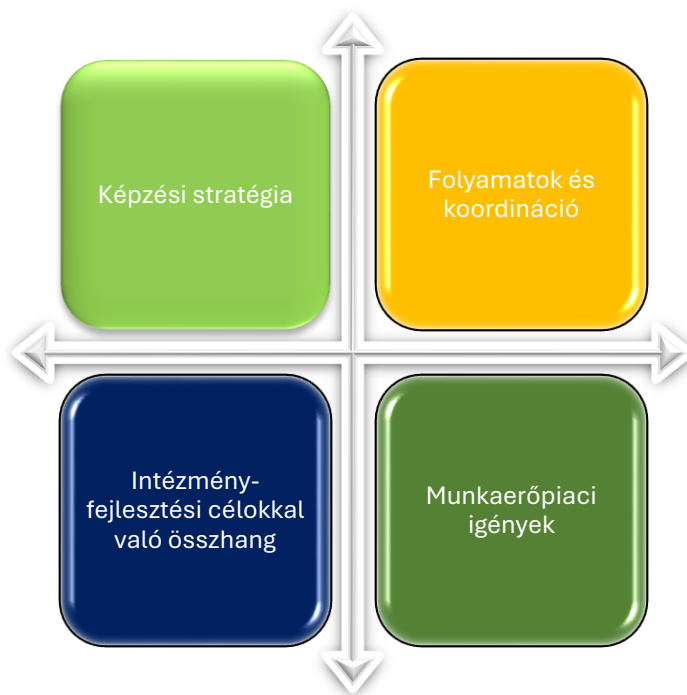 Képzési stratégia
Folyamatok és
koordináció
Intézmény-
fejlesztési célokkal
való összhang
Munkaerőpiaci
igények